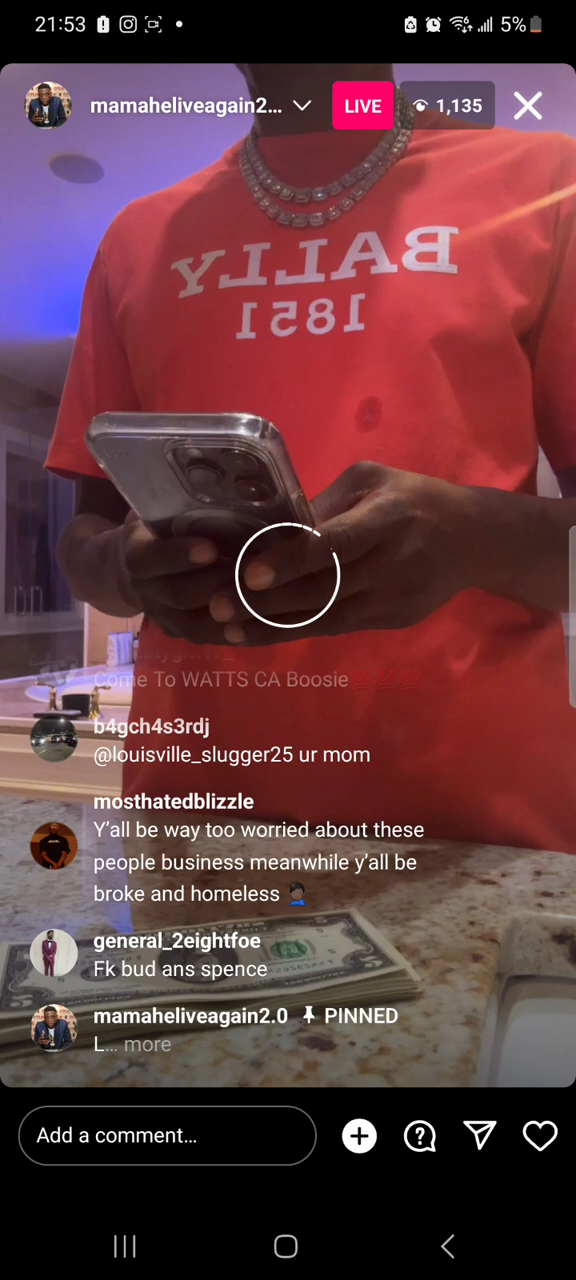 21:53
5%
mamaheliveagain2...
LIVE
1,135
BALLY
1851
Come To WATTS CA Boosie
b4gch4s3rdj
@louisville_slugger25 ur mom
mosthatedblizzle
Y'all be way too worried about these
people business meanwhile y'all be
broke and homeless
general_2eightfoe
Fk bud ans spence
mamaheliveagain2.0 PINNED
L... more
Add a comment...